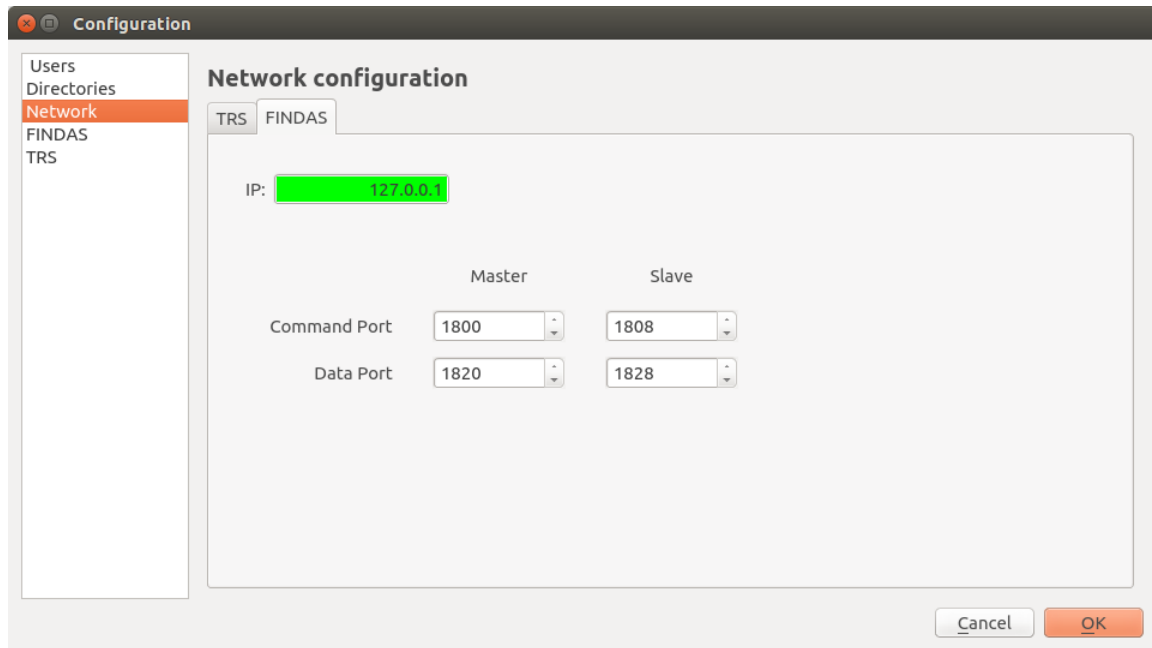 Configuration
Users
Directories
Network
FINDAS
TRS
Network configuration
TRS FINDAS
IP: 127.0.0.1
Master Slave
Command Port 1800 1808
Data Port 1820 1828
Cancel OK